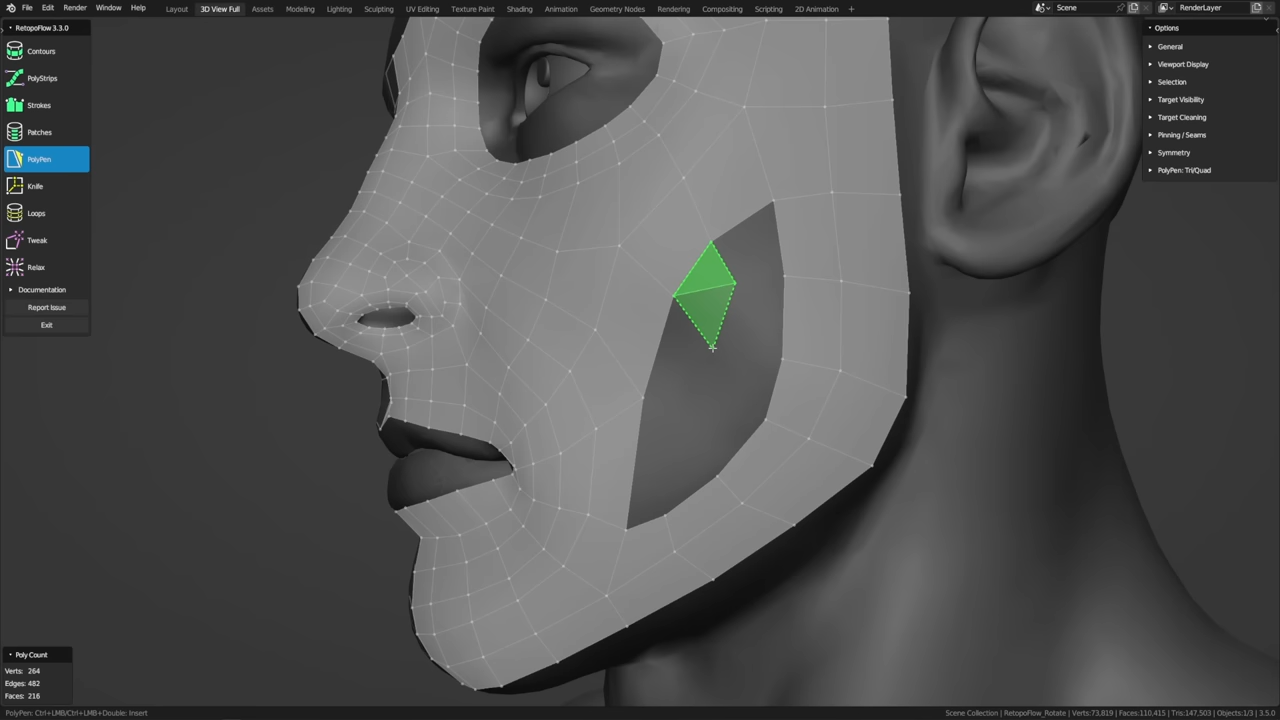 File Edit Render Window Help
Layout 3D View Full Assets Modeling Lighting Sculpting UV Editing Texture Paint Shading Animation Geometry Nodes Rendering Compositing Scripting 2D Animation +
Scene
RenderLayer
RetopoFlow 3.3.0
Contours
PolyStrips
Strokes
Patches
PolyPen
Knife
Loops
Tweak
Relax
Documentation
Report Issue
Exit
Options
General
Viewport Display
Selection
Target Visibility
Target Cleaning
Pinning / Seams
Symmetry
PolyPen: Tri/Quad
Poly Count
Verts: 264
Edges: 482
Faces: 216
PolyPen: Ctrl+LMB/Ctrl+LMB+Double: Insert
Scene Collection | RetopoFlow_Rotate | Verts:73,819 | Faces:110,415 | Tris:147,503 | Objects:1/3 | 3.5.0